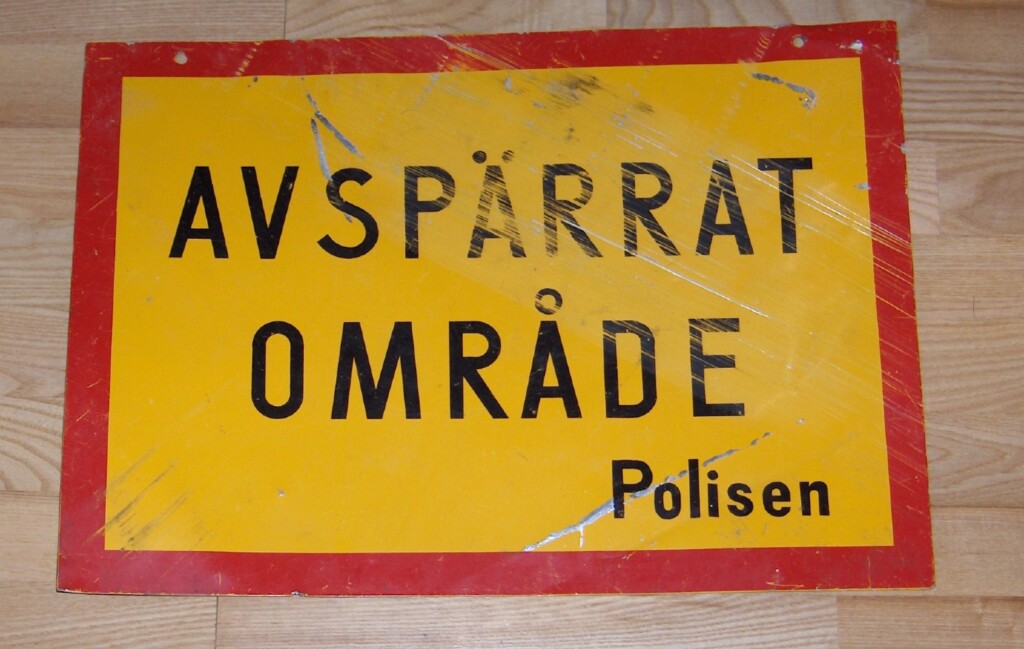 AVSPÄRRAT
OMRÅDE
Polisen